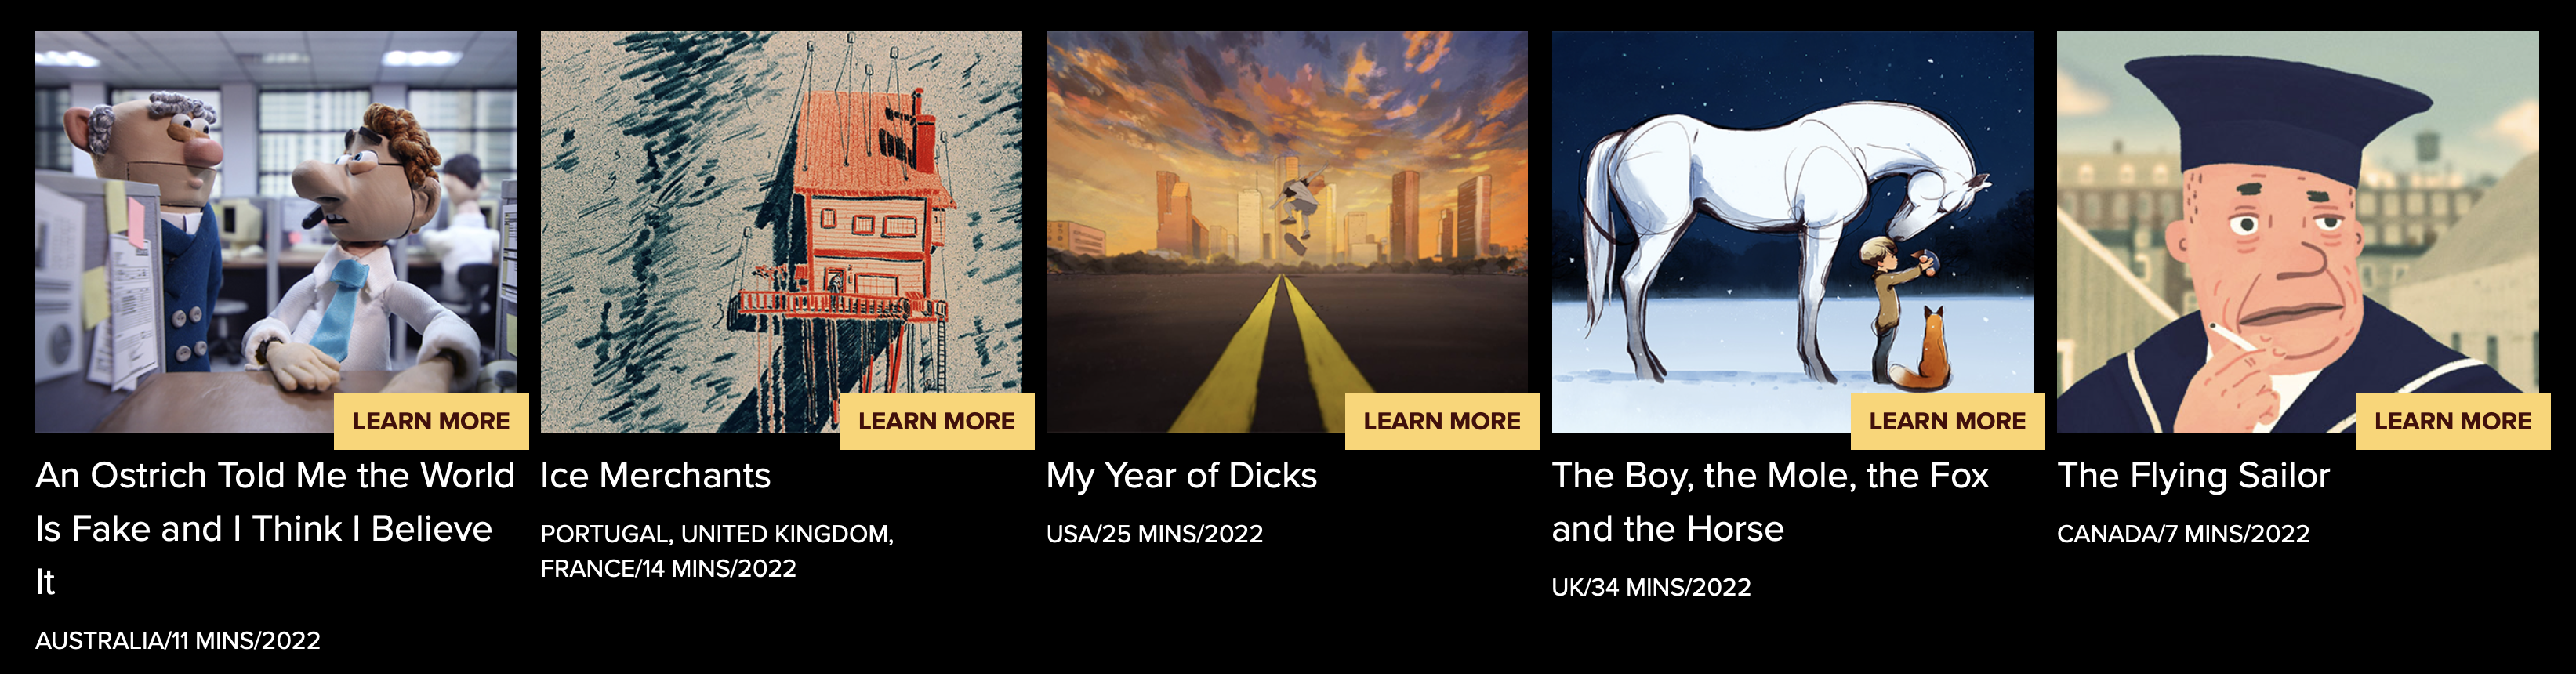 LEARN MORE
An Ostrich Told Me the World
Is Fake and I Think I Believe
It
AUSTRALIA/11 MINS/2022
LEARN MORE
Ice Merchants
PORTUGAL, UNITED KINGDOM,
FRANCE/14 MINS/2022
LEARN MORE
My Year of Dicks
USA/25 MINS/2022
LEARN MORE
The Boy, the Mole, the Fox
and the Horse
UK/34 MINS/2022
LEARN MORE
The Flying Sailor
CANADA/7 MINS/2022